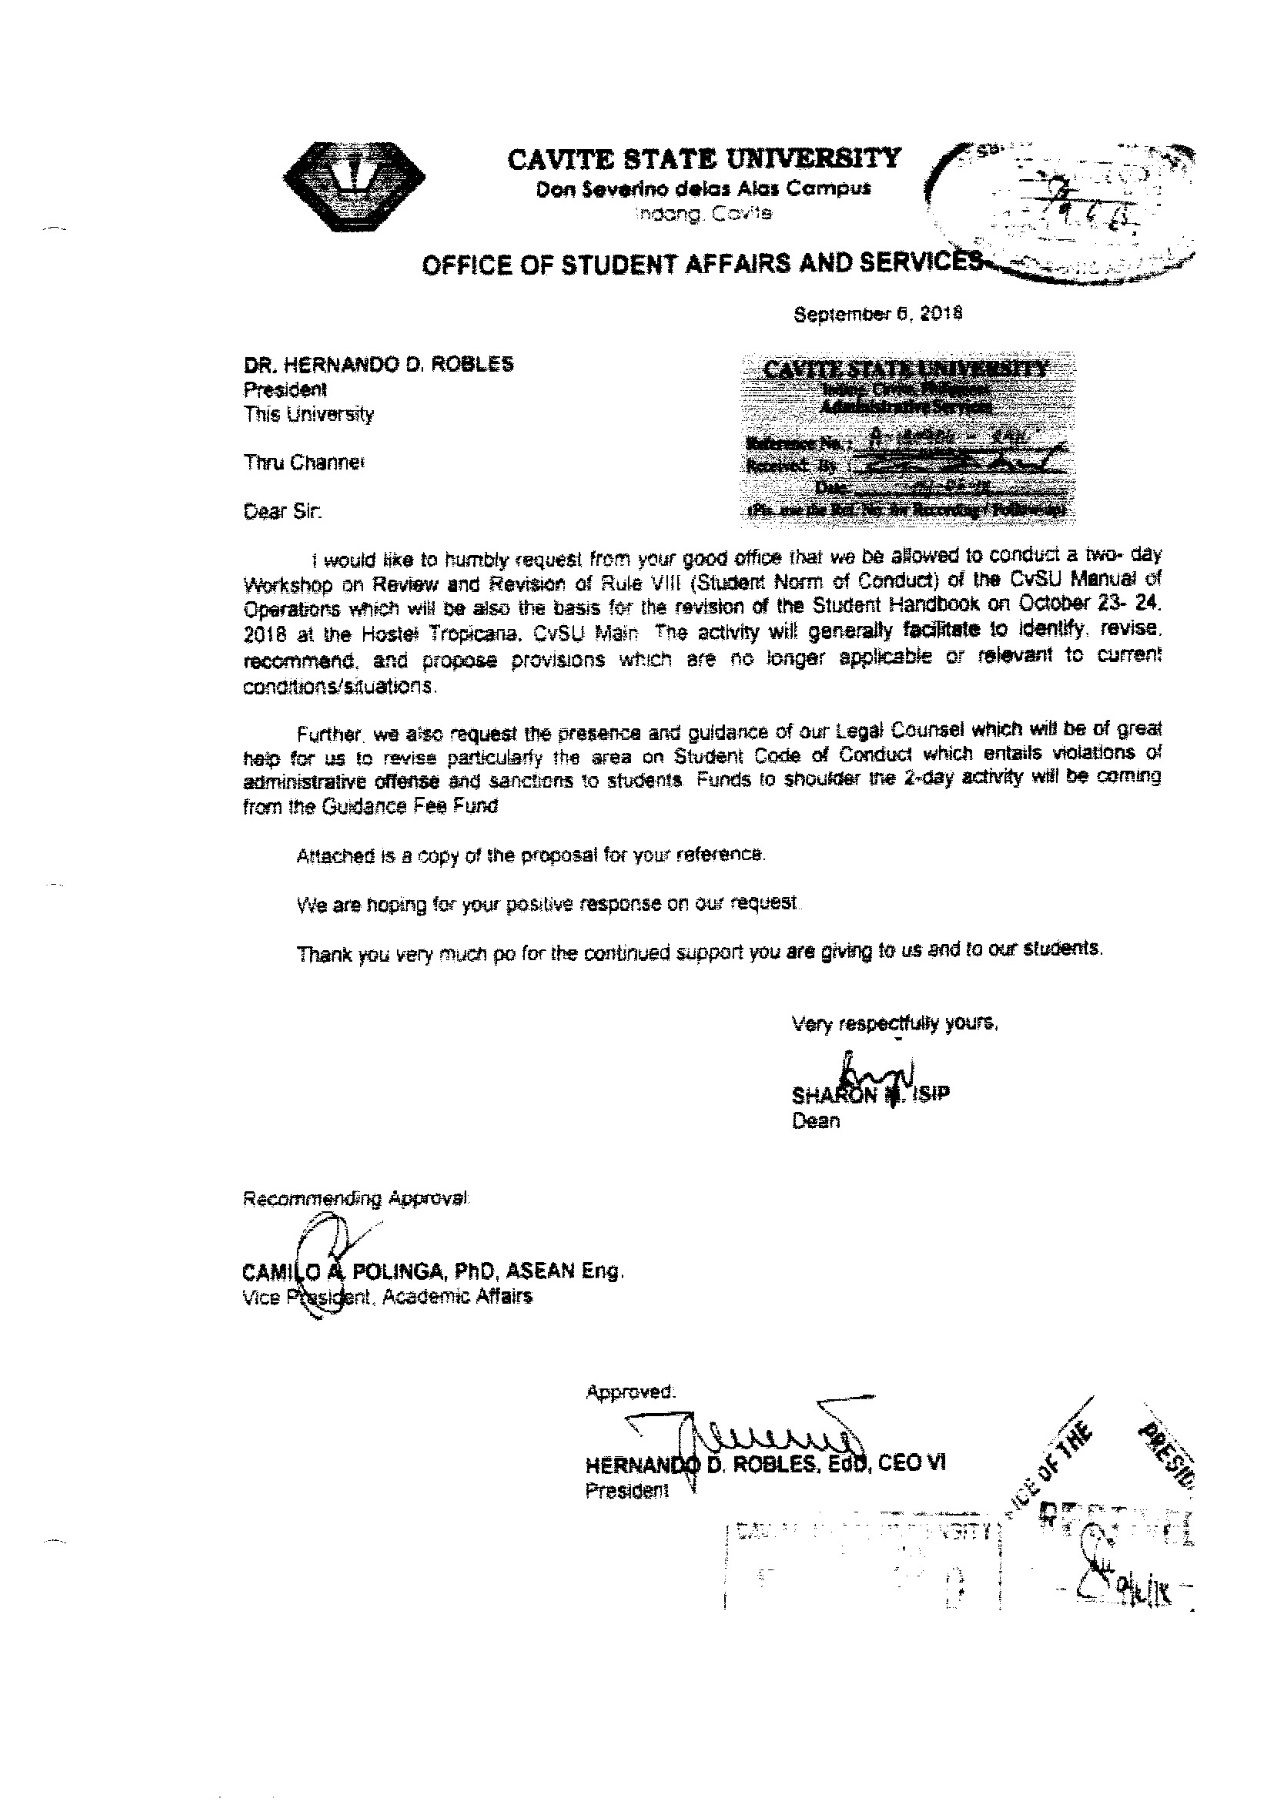 CAVITE STATE UNIVERSITY
Don Severino delas Alas Campus
Indang, Cavite
OFFICE OF STUDENT AFFAIRS AND SERVICES
September 6, 2018
DR. HERNANDO D. ROBLES
President
This University
CAVITE STATE UNIVERSITY
Indang, Cavite, Philippines
Administrative Services
Reference No. :
Received By :
Date
(Pls. use the Ref. No. for Recording / Followup)
Thru Channel
Dear Sir:
I would like to humbly request from your good office that we be allowed to conduct a two- day
Workshop on Review and Revision of Rule VIII (Student Norm of Conduct) of the CvSU Manual of
Operations which will be also the basis for the revision of the Student Handbook on October 23- 24,
2018 at the Hostel Tropicana, CvSU Main. The activity will generally facilitate to identify, revise,
recommend, and propose provisions which are no longer applicable or relevant to current
conditions/situations.
Further, we also request the presence and guidance of our Legal Counsel which will be of great
help for us to revise particularly the area on Student Code of Conduct which entails violations of
administrative offense and sanctions to students. Funds to shoulder the 2-day activity will be coming
from the Guidance Fee Fund
Attached is a copy of the proposal for your reference.
We are hoping for your positive response on our request.
Thank you very much po for the continued support you are giving to us and to our students.
Very respectfully yours,
SHARON M. ISIP
Dean
Recommending Approval:
CAMILO A. POLINGA, PhD, ASEAN Eng.
Vice President, Academic Affairs
Approved:
HERNANDO D. ROBLES, EdD, CEO VI
President
ICE OF THE
PRESID